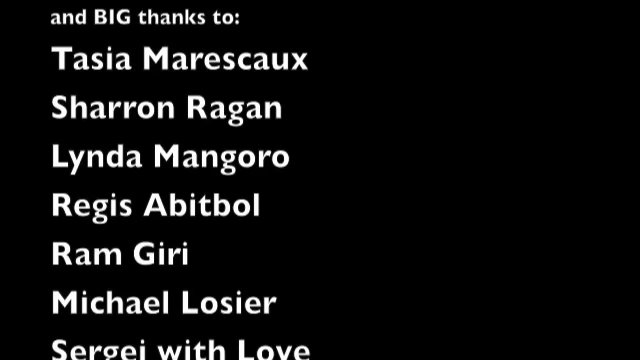 and BIG thanks to:
Tasia Marescaux
Sharron Ragan
Lynda Mangoro
Regis Abitbol
Ram Giri
Michael Losier
Sergei with Love